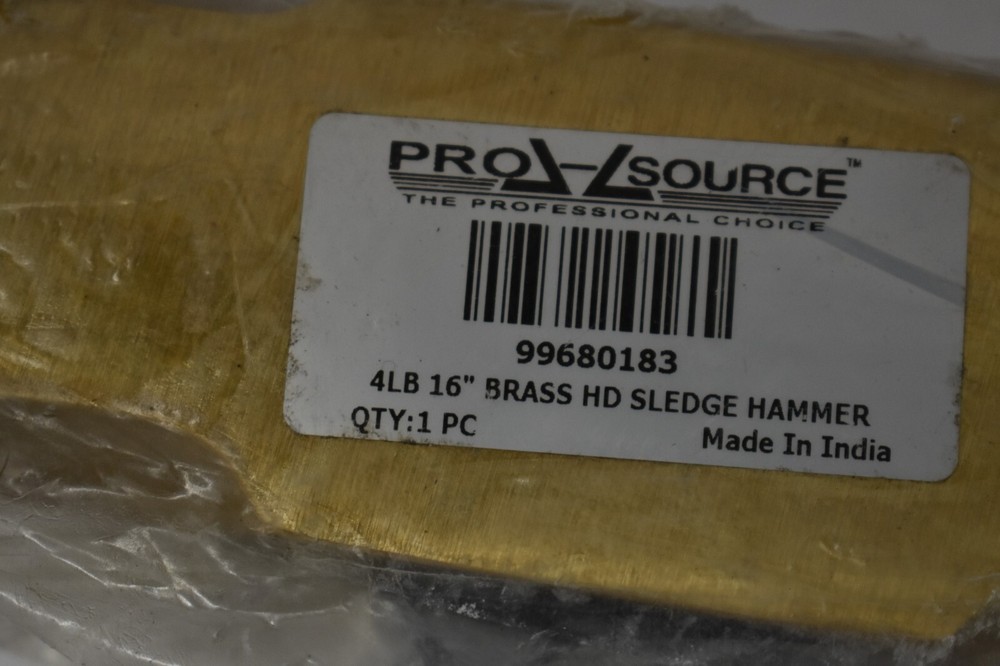 PRO SOURCE™
THE PROFESSIONAL CHOICE
99680183
4LB 16" BRASS HD SLEDGE HAMMER
QTY:1 PC
Made In India